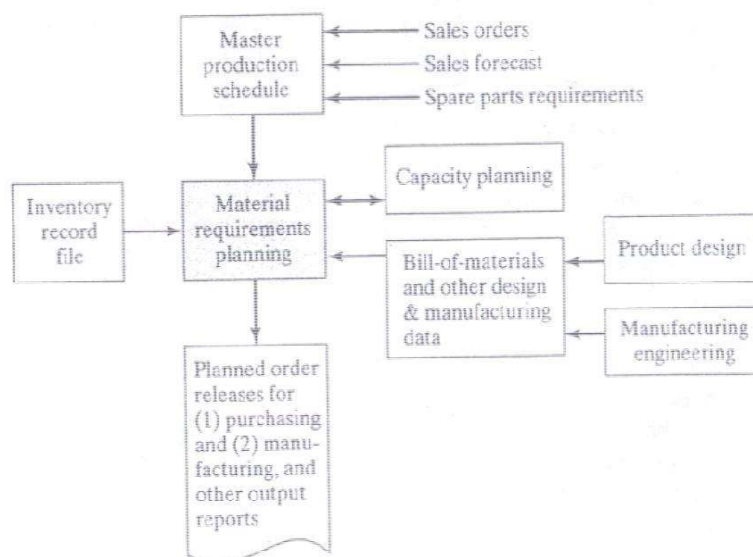 Master
production
schedule
Sales orders
Sales forecast
Spare parts requirements
Inventory
record
file
Material
requirements
planning
Capacity planning
Bill-of-materials
and other design
& manufacturing
data
Product design
Manufacturing
engineering
Planned order
releases for
(1) purchasing
and (2) manu-
facturing, and
other output
reports